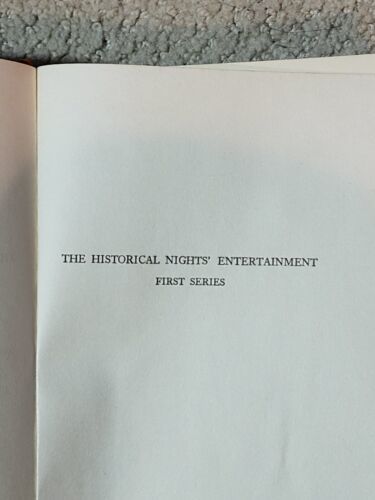 THE HISTORICAL NIGHTS' ENTERTAINMENT
FIRST SERIES